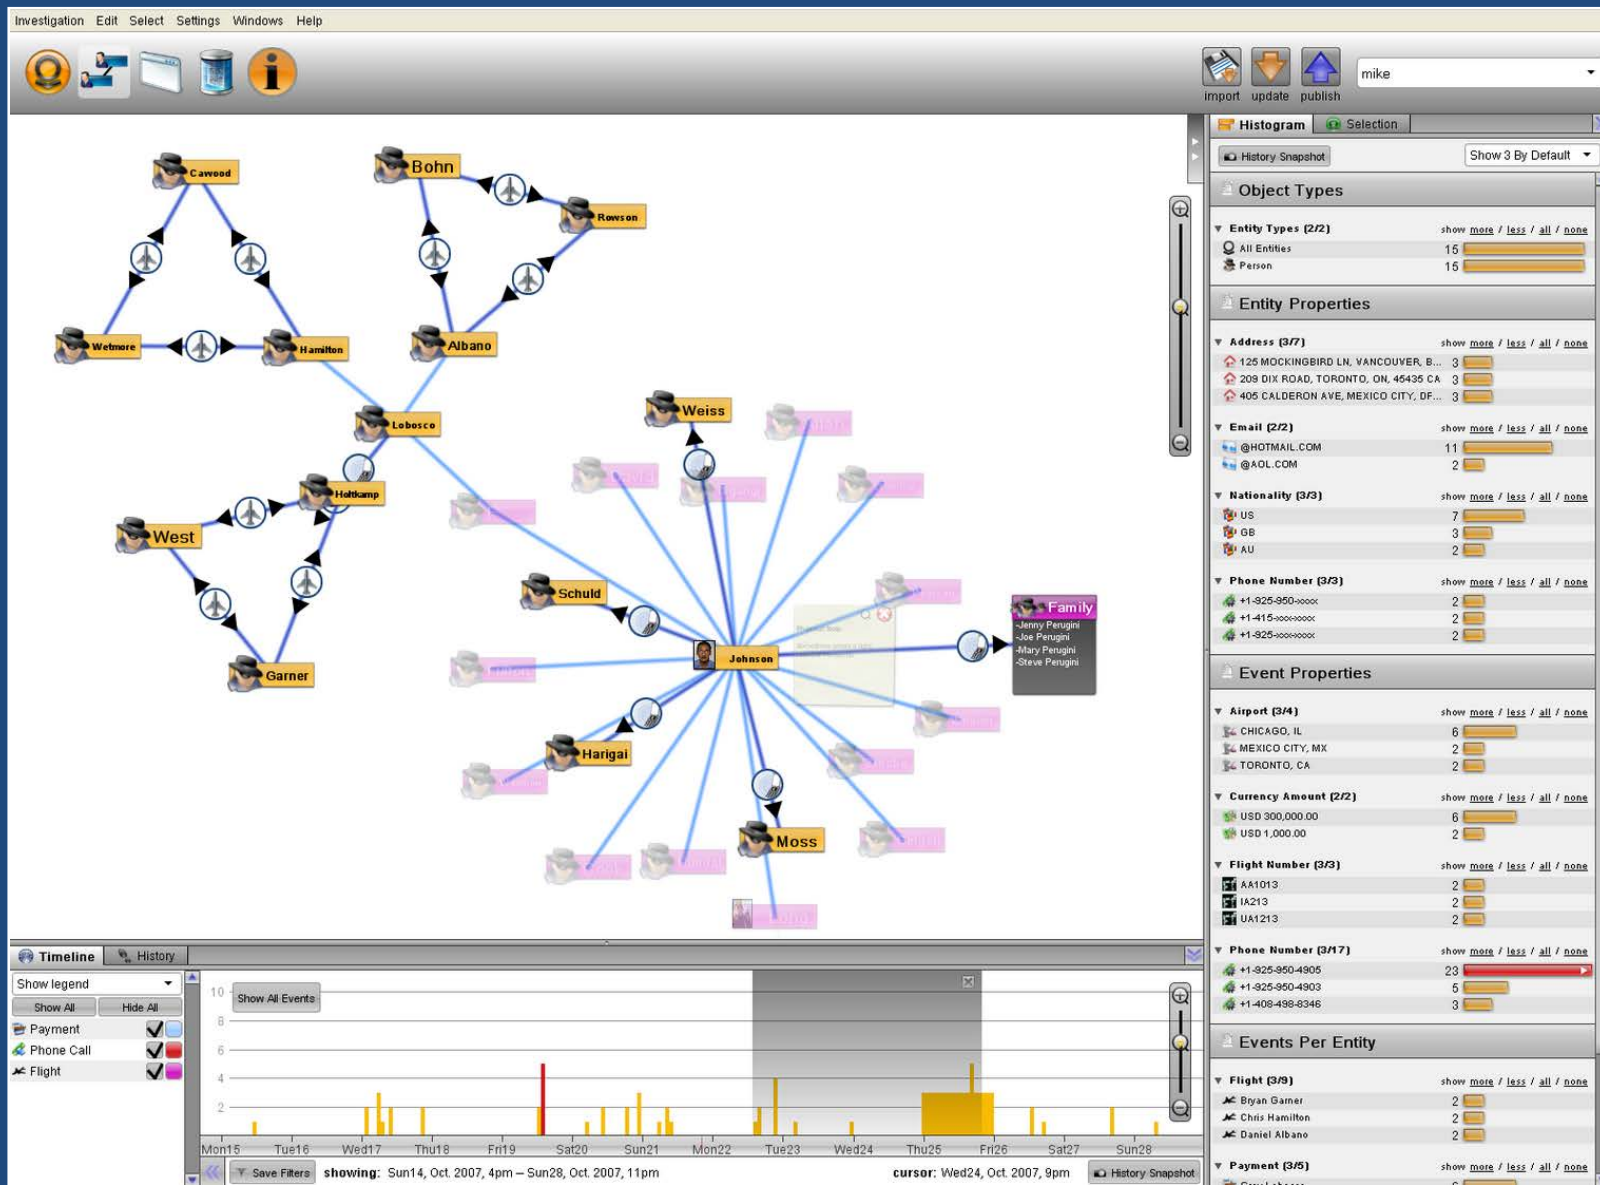 Investigation Edit Select Settings Windows Help
import update publish
mike
Histogram Selection
History Snapshot Show 3 By Default
Object Types
Entity Types (2/2) show more / less / all / none
All Entities 15
Person 15
Entity Properties
Address (3/7) show more / less / all / none
125 MOCKINGBIRD LN, VANCOUVER, B... 3
209 DIX ROAD, TORONTO, ON, 45435 CA 3
405 CALDERON AVE, MEXICO CITY, DF... 3
Email (2/2) show more / less / all / none
@HOTMAIL.COM 11
@AOL.COM 2
Nationality (3/3) show more / less / all / none
US 7
GB 3
AU 2
Phone Number (3/3) show more / less / all / none
+1-925-950-xxxx 2
+1-415-xxx-xxxx 2
+1-925-xxx-xxxx 2
Event Properties
Airport (3/4) show more / less / all / none
CHICAGO, IL 6
MEXICO CITY, MX 2
TORONTO, CA 2
Currency Amount (2/2) show more / less / all / none
USD 300,000.00 6
USD 1,000.00 2
Flight Number (3/3) show more / less / all / none
AA1013 2
IA213 2
UA1213 2
Phone Number (3/17) show more / less / all / none
+1-925-950-4905 23
+1-925-950-4903 5
+1-408-498-8346 3
Events Per Entity
Flight (3/9) show more / less / all / none
Bryan Garner 2
Chris Hamilton 2
Daniel Albano 2
Payment (3/5) show more / less / all / none
Cawood
Bohn
Rowson
Wetmore
Hamilton
Albano
Lobosco
Weiss
Holtkamp
West
Schuld
Garner
Johnson
Family
-Jenny Perugini
-Joe Perugini
-Mary Perugini
-Steve Perugini
Harigai
Moss
Timeline History
Show legend
Show All Hide All
Payment
Phone Call
Flight
Show All Events
10
8
6
4
2
Mon15 Tue16 Wed17 Thu18 Fri19 Sat20 Sun21 Mon22 Tue23 Wed24 Thu25 Fri26 Sat27 Sun28
Save Filters showing: Sun14, Oct. 2007, 4pm – Sun28, Oct. 2007, 11pm cursor: Wed24, Oct. 2007, 9pm History Snapshot